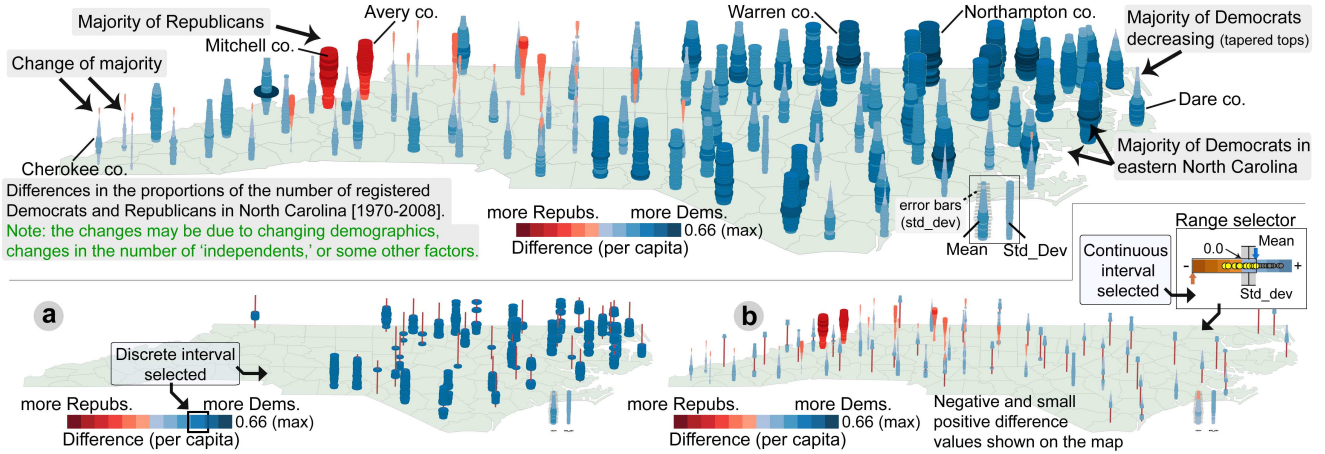 Majority of Republicans
Avery co.
Warren co.
Northampton co.
Majority of Democrats
decreasing (tapered tops)
Mitchell co.
Change of majority
Dare co.
Cherokee co.
Majority of Democrats in
eastern North Carolina
Differences in the proportions of the number of registered
Democrats and Republicans in North Carolina [1970-2008].
Note: the changes may be due to changing demographics,
changes in the number of 'independents,' or some other factors.
more Repubs. more Dems.
0.66 (max)
Difference (per capita)
error bars
(std_dev)
Mean Std_Dev
Range selector
Continuous
interval
selected
0.0 Mean
- +
Std_dev
a
Discrete interval
selected
more Repubs. more Dems.
0.66 (max)
Difference (per capita)
b
more Repubs. more Dems.
0.66 (max)
Difference (per capita)
Negative and small
positive difference
values shown on the map